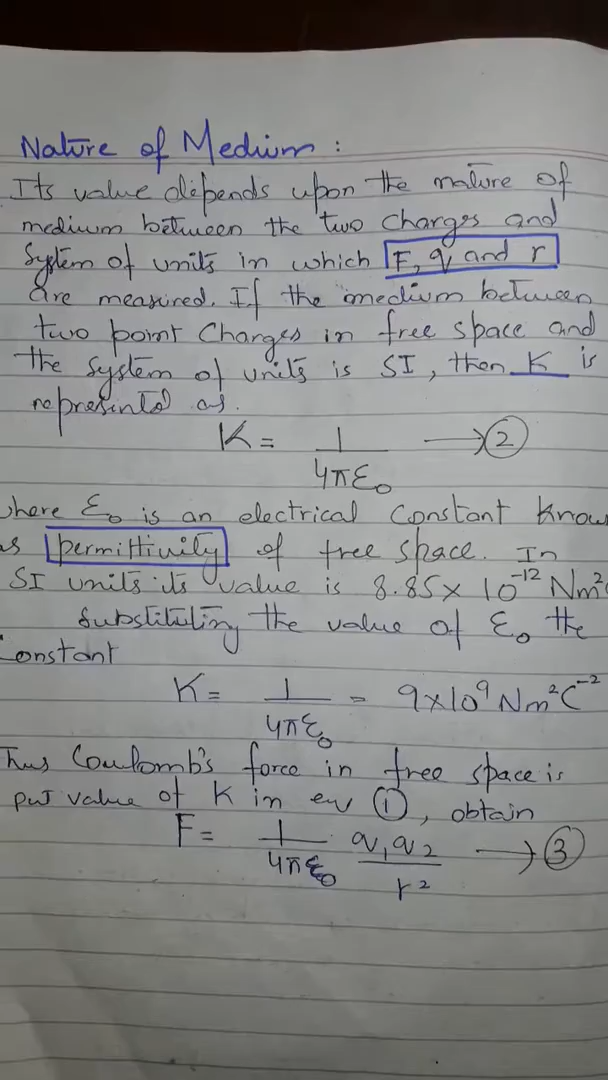 Nature of Medium :
Its value depends upon the nature of
medium between the two charges and
System of units in which F, q and r
are measured. If the medium between
two point Charges in free space and
the system of units is SI, then K is
represented as.
K = 1/4πε₀ → ②
where ε₀ is an electrical Constant Know
as permittivity of free space. In
SI units its value is 8.85 x 10⁻¹² Nm²
Substituting the value of ε₀ the
Constant
K = 1/4πε₀ = 9x10⁹ Nm²C⁻²
Thus Coulomb's force in free space is
put value of K in eq ①, obtain
F = 1/4πε₀ q₁q₂/r² → ③